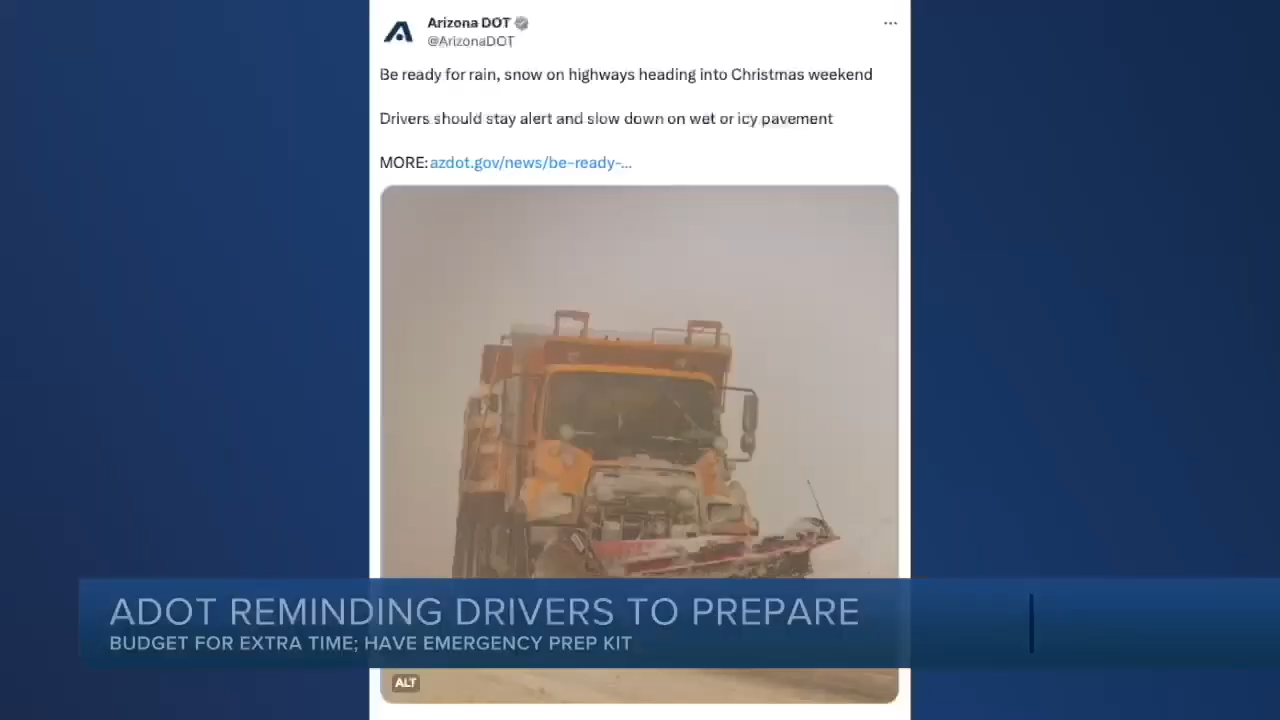 Arizona DOT
@ArizonaDOT
Be ready for rain, snow on highways heading into Christmas weekend
Drivers should stay alert and slow down on wet or icy pavement
MORE: azdot.gov/news/be-ready-...
ADOT REMINDING DRIVERS TO PREPARE
BUDGET FOR EXTRA TIME; HAVE EMERGENCY PREP KIT
ALT